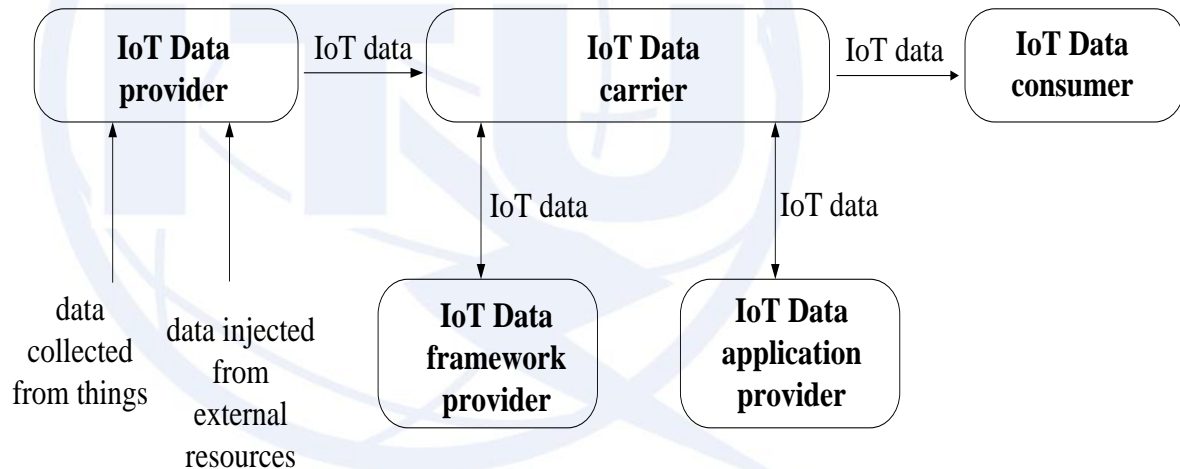 IoT Data
provider
IoT data
IoT Data
carrier
IoT data
IoT Data
consumer
IoT data
IoT data
data
collected
from things
data injected
from
external
resources
IoT Data
framework
provider
IoT Data
application
provider
ITU